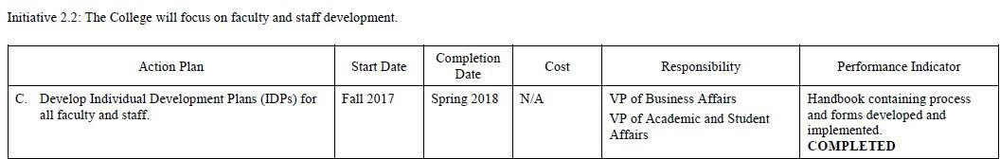 Initiative 2.2: The College will focus on faculty and staff development.
Action Plan
Start Date
Completion
Date
Cost
Responsibility
Performance Indicator
C. Develop Individual Development Plans (IDPs) for
all faculty and staff.
Fall 2017
Spring 2018
N/A
VP of Business Affairs
VP of Academic and Student
Affairs
Handbook containing process
and forms developed and
implemented.
COMPLETED